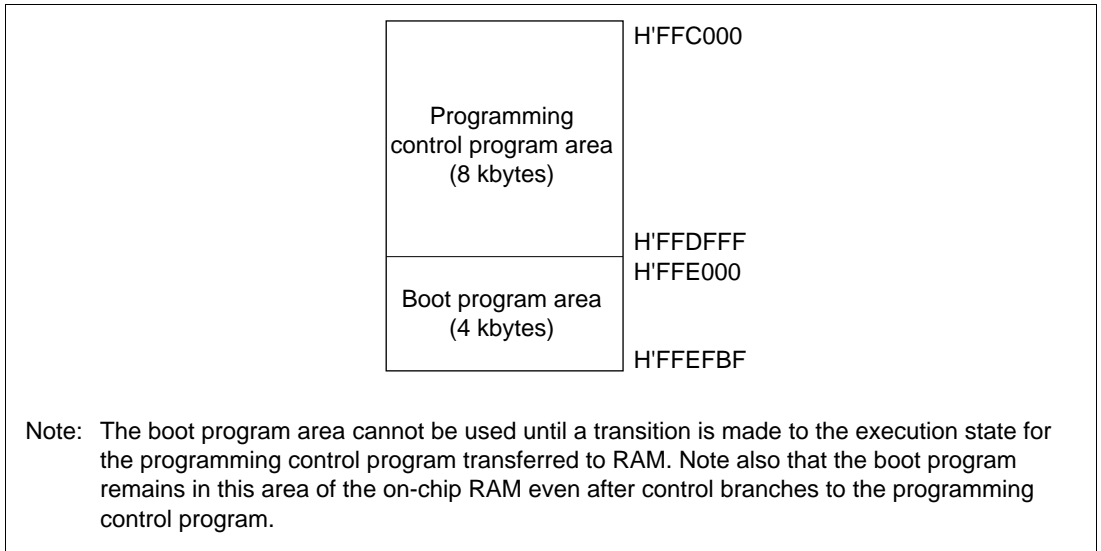 H'FFC000
Programming
control program area
(8 kbytes)
H'FFDFFF
H'FFE000
Boot program area
(4 kbytes)
H'FFEFBF
Note: The boot program area cannot be used until a transition is made to the execution state for
the programming control program transferred to RAM. Note also that the boot program
remains in this area of the on-chip RAM even after control branches to the programming
control program.